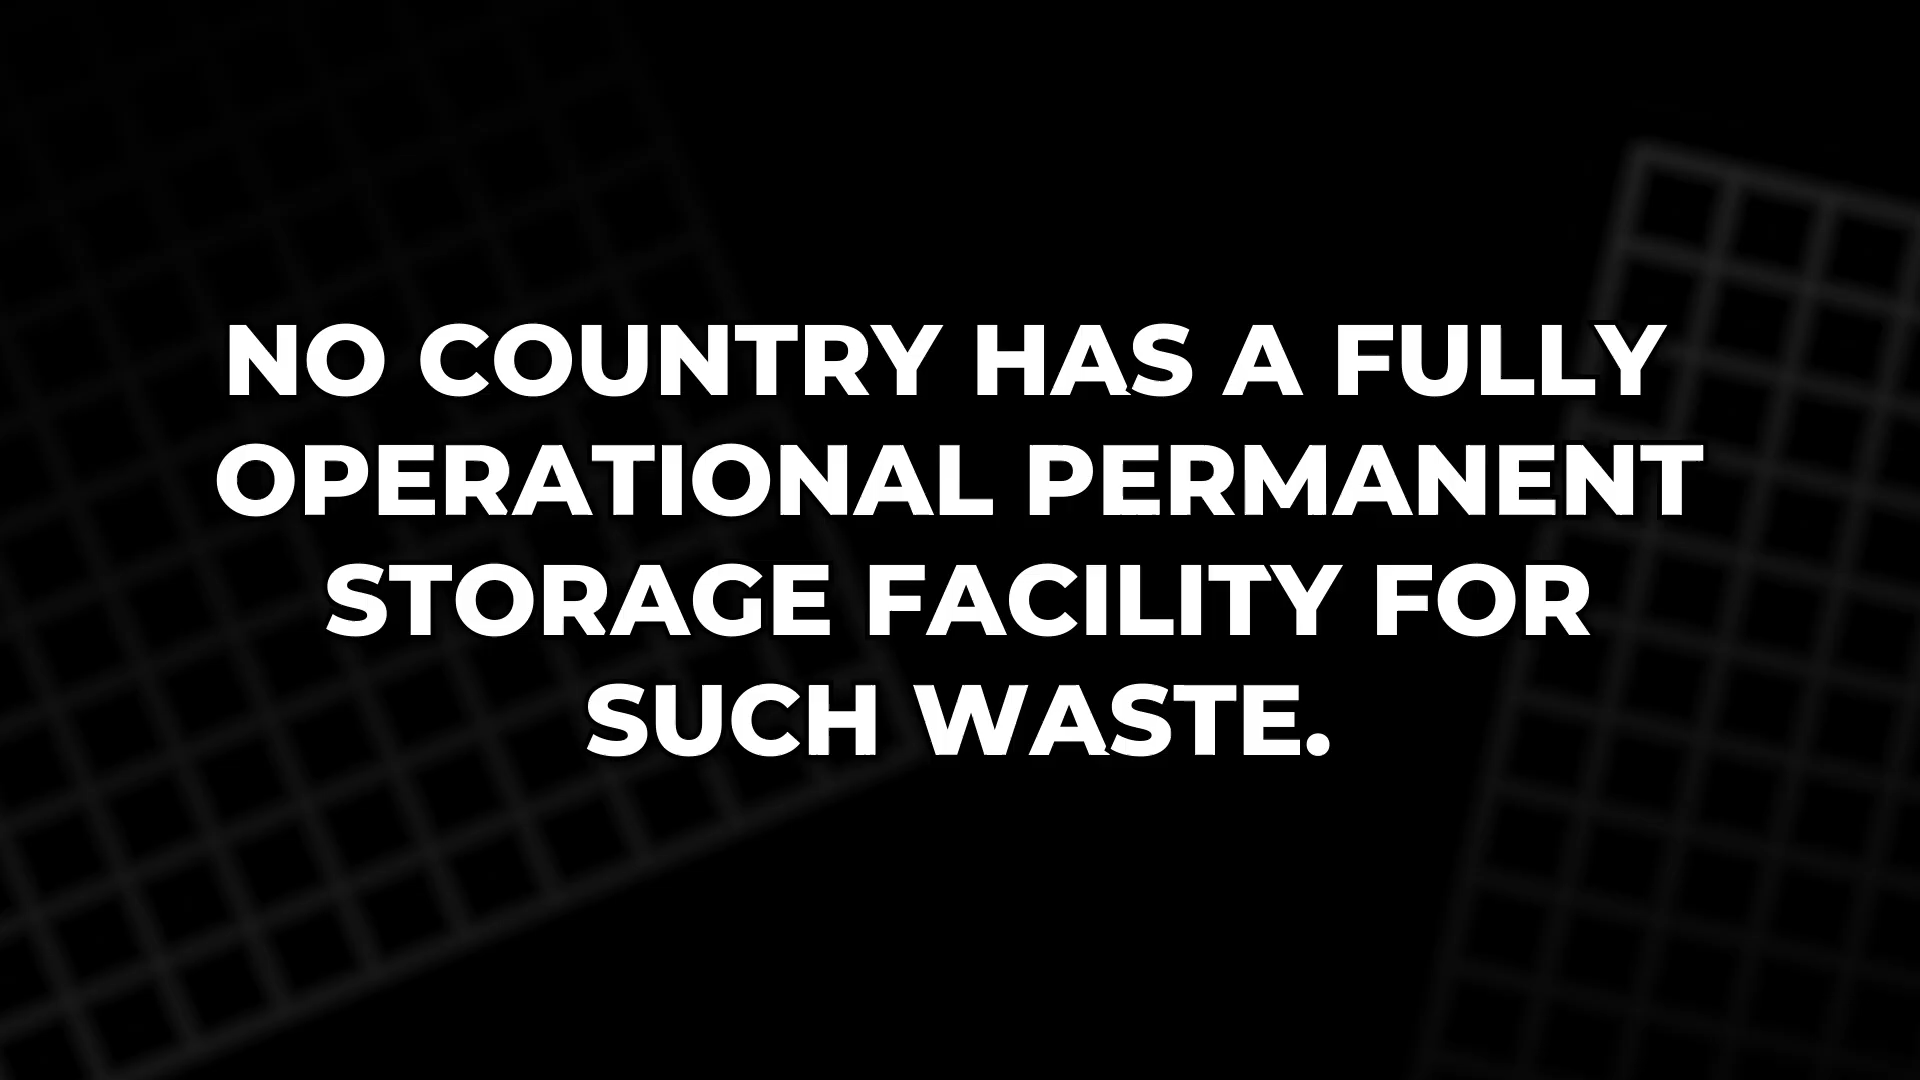 NO COUNTRY HAS A FULLY
OPERATIONAL PERMANENT
STORAGE FACILITY FOR
SUCH WASTE.